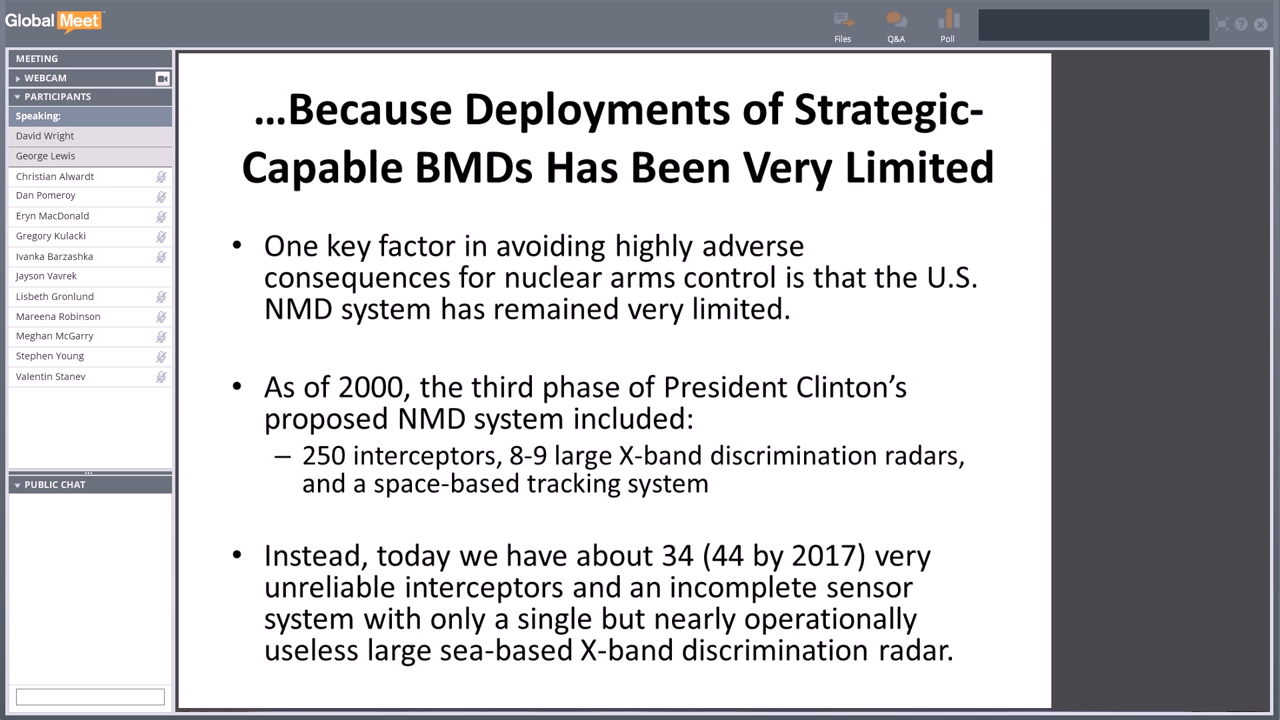 GlobalMeet
Files
Q&A
Poll
MEETING
WEBCAM
PARTICIPANTS
Speaking:
David Wright
George Lewis
Christian Alwardt
Dan Pomeroy
Eryn MacDonald
Gregory Kulacki
Ivanka Barzashka
Jayson Vavrek
Lisbeth Gronlund
Mareena Robinson
Meghan McGarry
Stephen Young
Valentin Stanev
PUBLIC CHAT
...Because Deployments of Strategic-
Capable BMDs Has Been Very Limited
• One key factor in avoiding highly adverse
consequences for nuclear arms control is that the U.S.
NMD system has remained very limited.
• As of 2000, the third phase of President Clinton’s
proposed NMD system included:
– 250 interceptors, 8-9 large X-band discrimination radars,
and a space-based tracking system
• Instead, today we have about 34 (44 by 2017) very
unreliable interceptors and an incomplete sensor
system with only a single but nearly operationally
useless large sea-based X-band discrimination radar.